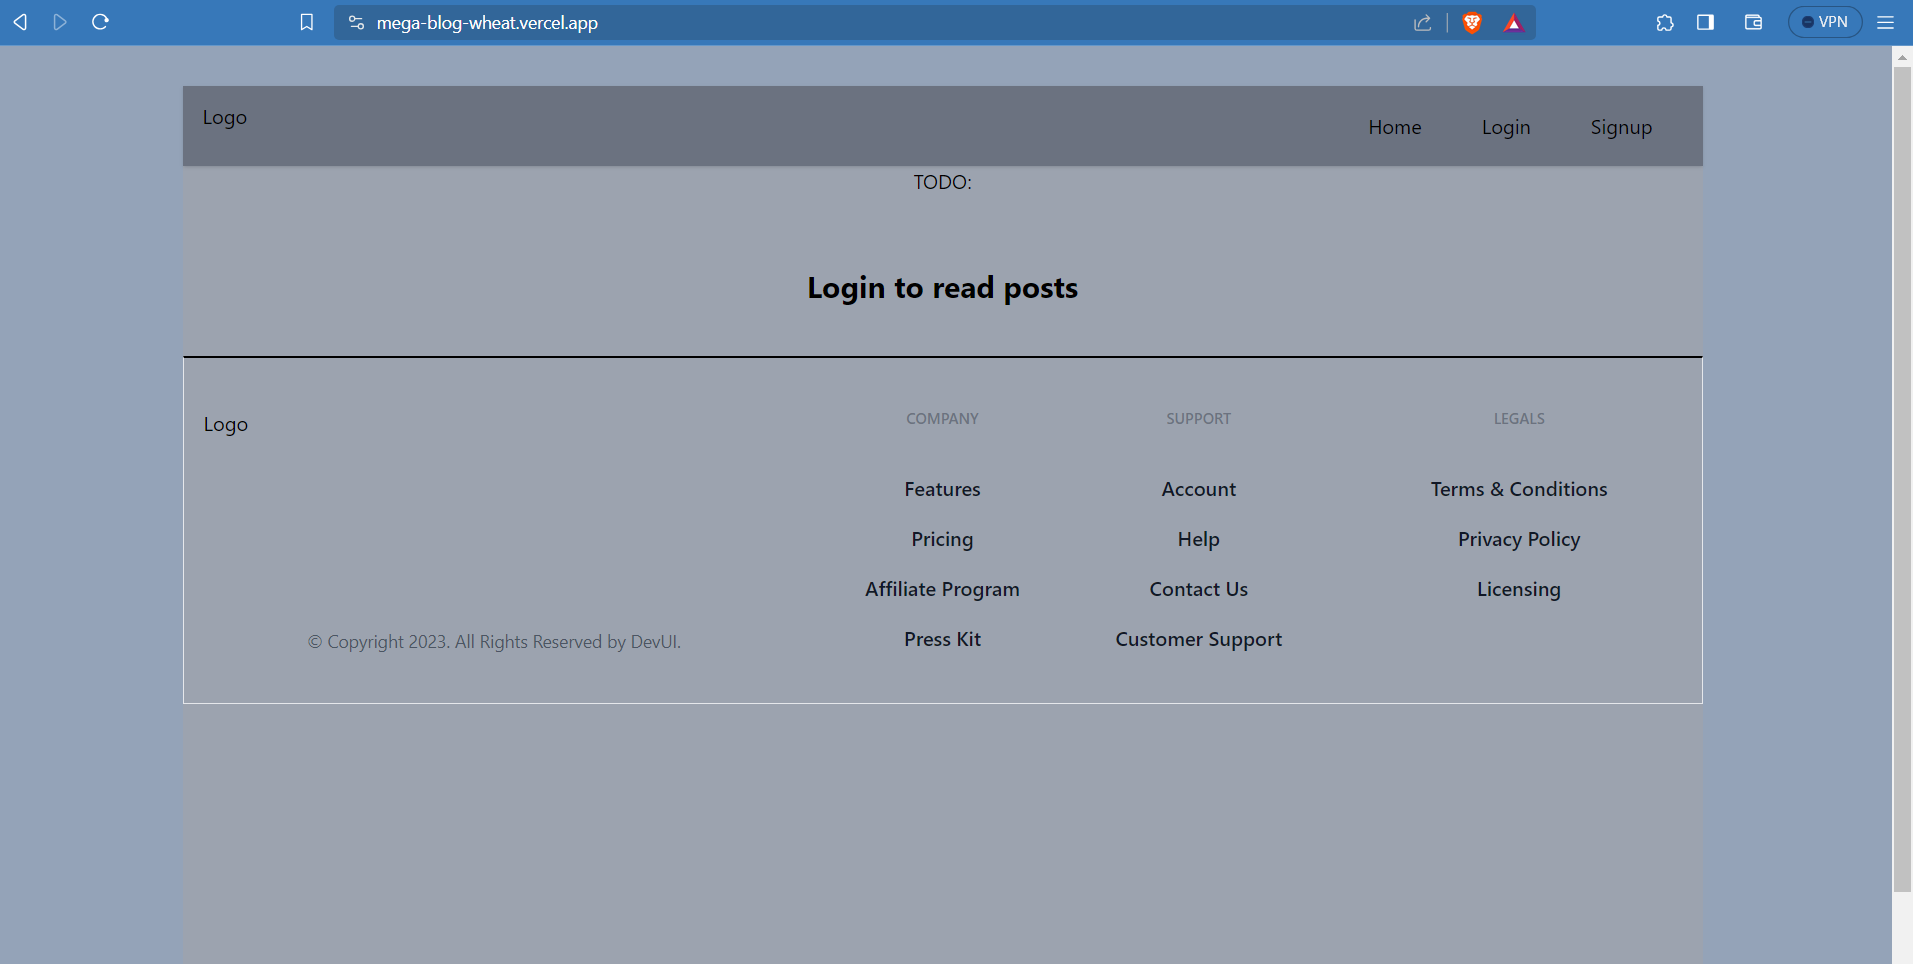 mega-blog-wheat.vercel.app
VPN
Logo
Home Login Signup
TODO:
Login to read posts
Logo
© Copyright 2023. All Rights Reserved by DevUI.
COMPANY
Features
Pricing
Affiliate Program
Press Kit
SUPPORT
Account
Help
Contact Us
Customer Support
LEGALS
Terms & Conditions
Privacy Policy
Licensing